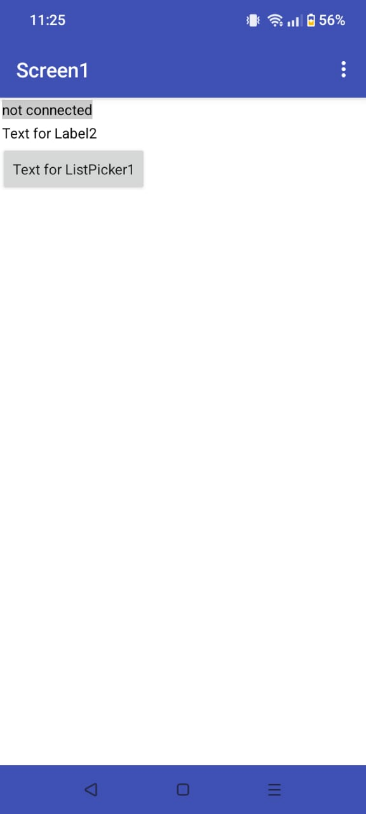 11:25 56%
Screen1
not connected
Text for Label2
Text for ListPicker1